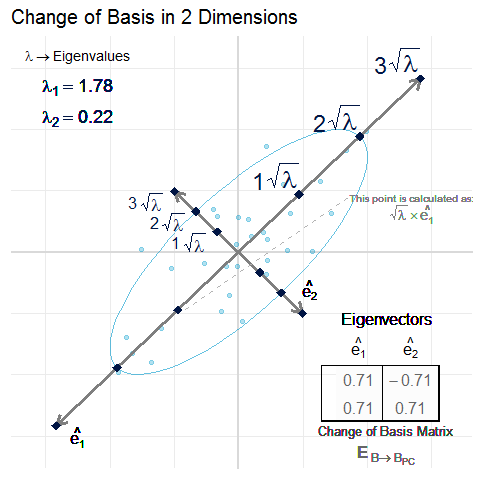 Change of Basis in 2 Dimensions
λ → Eigenvalues
λ₁ = 1.78
λ₂ = 0.22
3√λ
2√λ
1√λ
3 √λ
2 √λ
1 √λ
This point is calculated as:
√λ × ê₁
ê₂
ê₁
Eigenvectors
ê₁ ê₂
0.71 −0.71
0.71 0.71
Change of Basis Matrix
E B→B PC